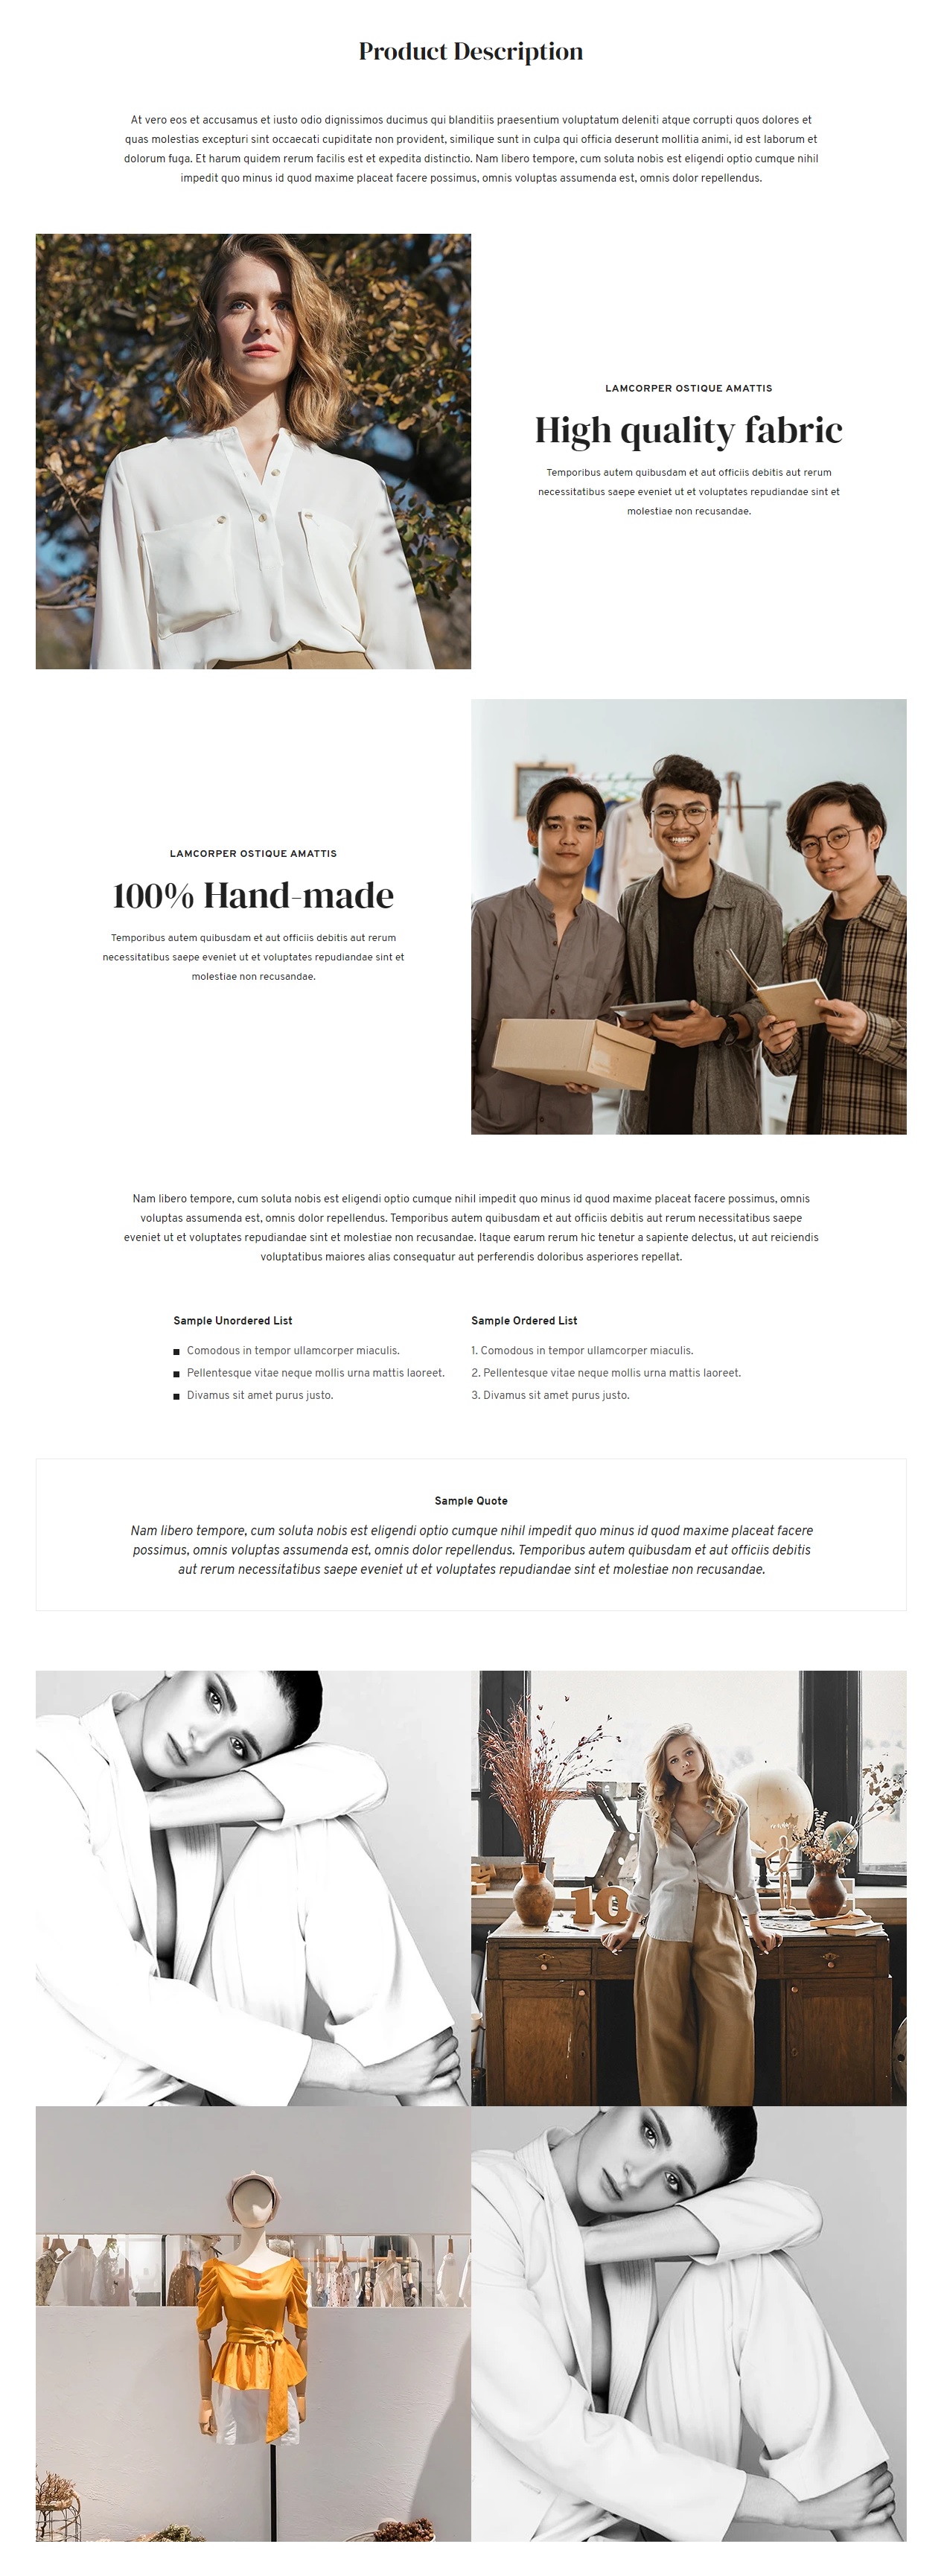 Product Description
At vero eos et accusamus et iusto odio dignissimos ducimus qui blanditiis praesentium voluptatum deleniti atque corrupti quos dolores et
quas molestias excepturi sint occaecati cupiditate non provident, similique sunt in culpa qui officia deserunt mollitia animi, id est laborum et
dolorum fuga. Et harum quidem rerum facilis est et expedita distinctio. Nam libero tempore, cum soluta nobis est eligendi optio cumque nihil
impedit quo minus id quod maxime placeat facere possimus, omnis voluptas assumenda est, omnis dolor repellendus.
LAMCORPER OSTIQUE AMATTIS
High quality fabric
Temporibus autem quibusdam et aut officiis debitis aut rerum
necessitatibus saepe eveniet ut et voluptates repudiandae sint et
molestiae non recusandae.
LAMCORPER OSTIQUE AMATTIS
100% Hand-made
Temporibus autem quibusdam et aut officiis debitis aut rerum
necessitatibus saepe eveniet ut et voluptates repudiandae sint et
molestiae non recusandae.
Nam libero tempore, cum soluta nobis est eligendi optio cumque nihil impedit quo minus id quod maxime placeat facere possimus, omnis
voluptas assumenda est, omnis dolor repellendus. Temporibus autem quibusdam et aut officiis debitis aut rerum necessitatibus saepe
eveniet ut et voluptates repudiandae sint et molestiae non recusandae. Itaque earum rerum hic tenetur a sapiente delectus, ut aut reiciendis
voluptatibus maiores alias consequatur aut perferendis doloribus asperiores repellat.
Sample Unordered List
Comodous in tempor ullamcorper miaculis.
Pellentesque vitae neque mollis urna mattis laoreet.
Divamus sit amet purus justo.
Sample Ordered List
1. Comodous in tempor ullamcorper miaculis.
2. Pellentesque vitae neque mollis urna mattis laoreet.
3. Divamus sit amet purus justo.
Sample Quote
Nam libero tempore, cum soluta nobis est eligendi optio cumque nihil impedit quo minus id quod maxime placeat facere
possimus, omnis voluptas assumenda est, omnis dolor repellendus. Temporibus autem quibusdam et aut officiis debitis
aut rerum necessitatibus saepe eveniet ut et voluptates repudiandae sint et molestiae non recusandae.
10